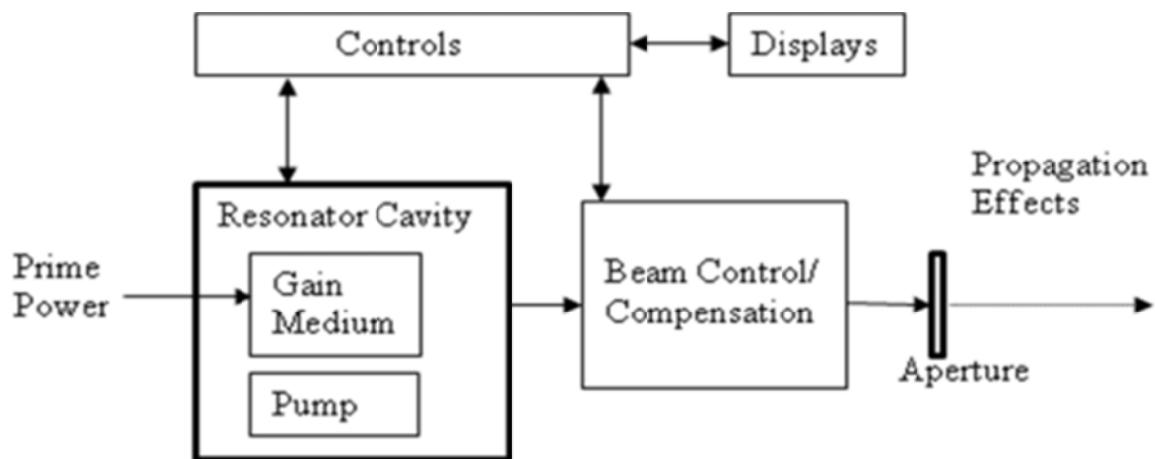 Controls
Displays
Propagation
Effects
Resonator Cavity
Prime
Power
Gain
Medium
Beam Control/
Compensation
Aperture
Pump